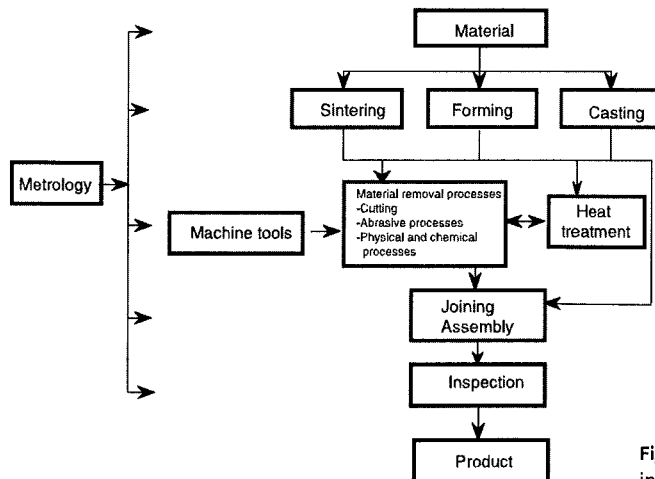 Material
Sintering
Forming
Casting
Metrology
Material removal processes
-Cutting
-Abrasive processes
-Physical and chemical
processes
Machine tools
Heat
treatment
Joining
Assembly
Inspection
Product